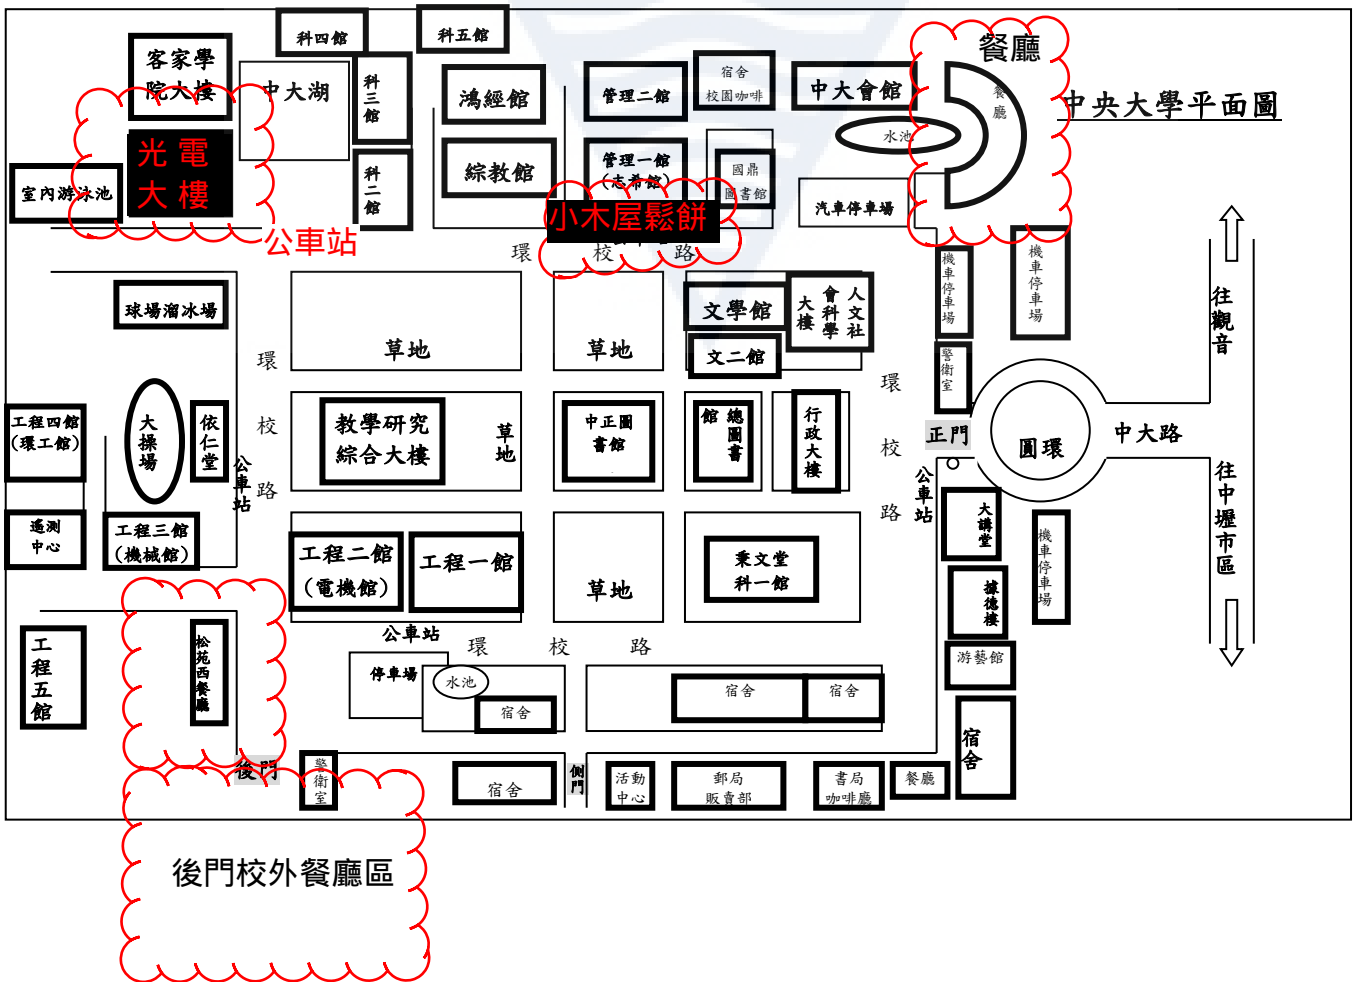 科四館
科五館
餐廳
客家學
院大樓
中大湖
科三館
鴻經館
管理二館
宿舍
校園咖啡
中大會館
餐廳
中央大學平面圖
水池
光電
大樓
室內游泳池
科二館
綜教館
管理一館
(志希館)
國鼎
圖書館
汽車停車場
小木屋鬆餅
公車站
環 校 路
機車停車場
機車停車場
往觀音
球場溜冰場
草地
草地
文學館
文二館
人文社
會科學
大樓
環 校 路
環 校 路
警衛室
工程四館
(環工館)
大操場
依仁堂
公車站
教學研究
綜合大樓
草地
中正圖
書館
總圖書
館
行政大樓
正門
圓環
中大路
公車站
往中壢市區
遙測
中心
工程三館
(機械館)
工程二館
(電機館)
工程一館
草地
秉文堂
科一館
大講堂
機車停車場
據德樓
公車站
環 校 路
工程五館
松苑西餐廳
停車場
水池
宿舍
宿舍
宿舍
游藝館
宿舍
後門
警衛室
宿舍
側門
活動
中心
郵局
販賣部
書局
咖啡廳
餐廳
後門校外餐廳區